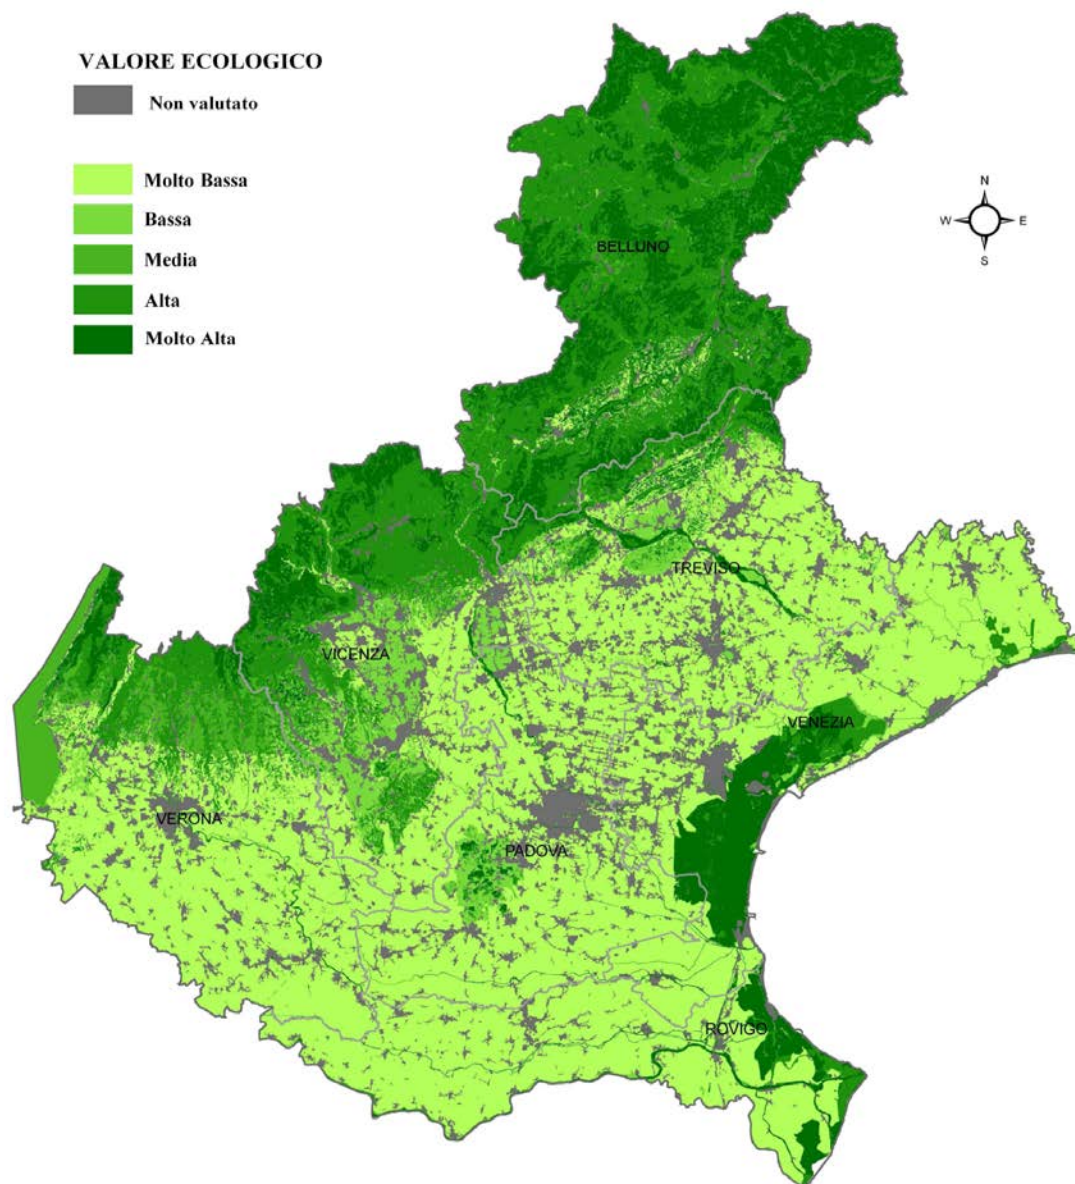 VALORE ECOLOGICO
Non valutato
Molto Bassa
Bassa
Media
Alta
Molto Alta
N
W
E
S
BELLUNO
TREVISO
VICENZA
VENEZIA
VERONA
PADOVA
ROVIGO